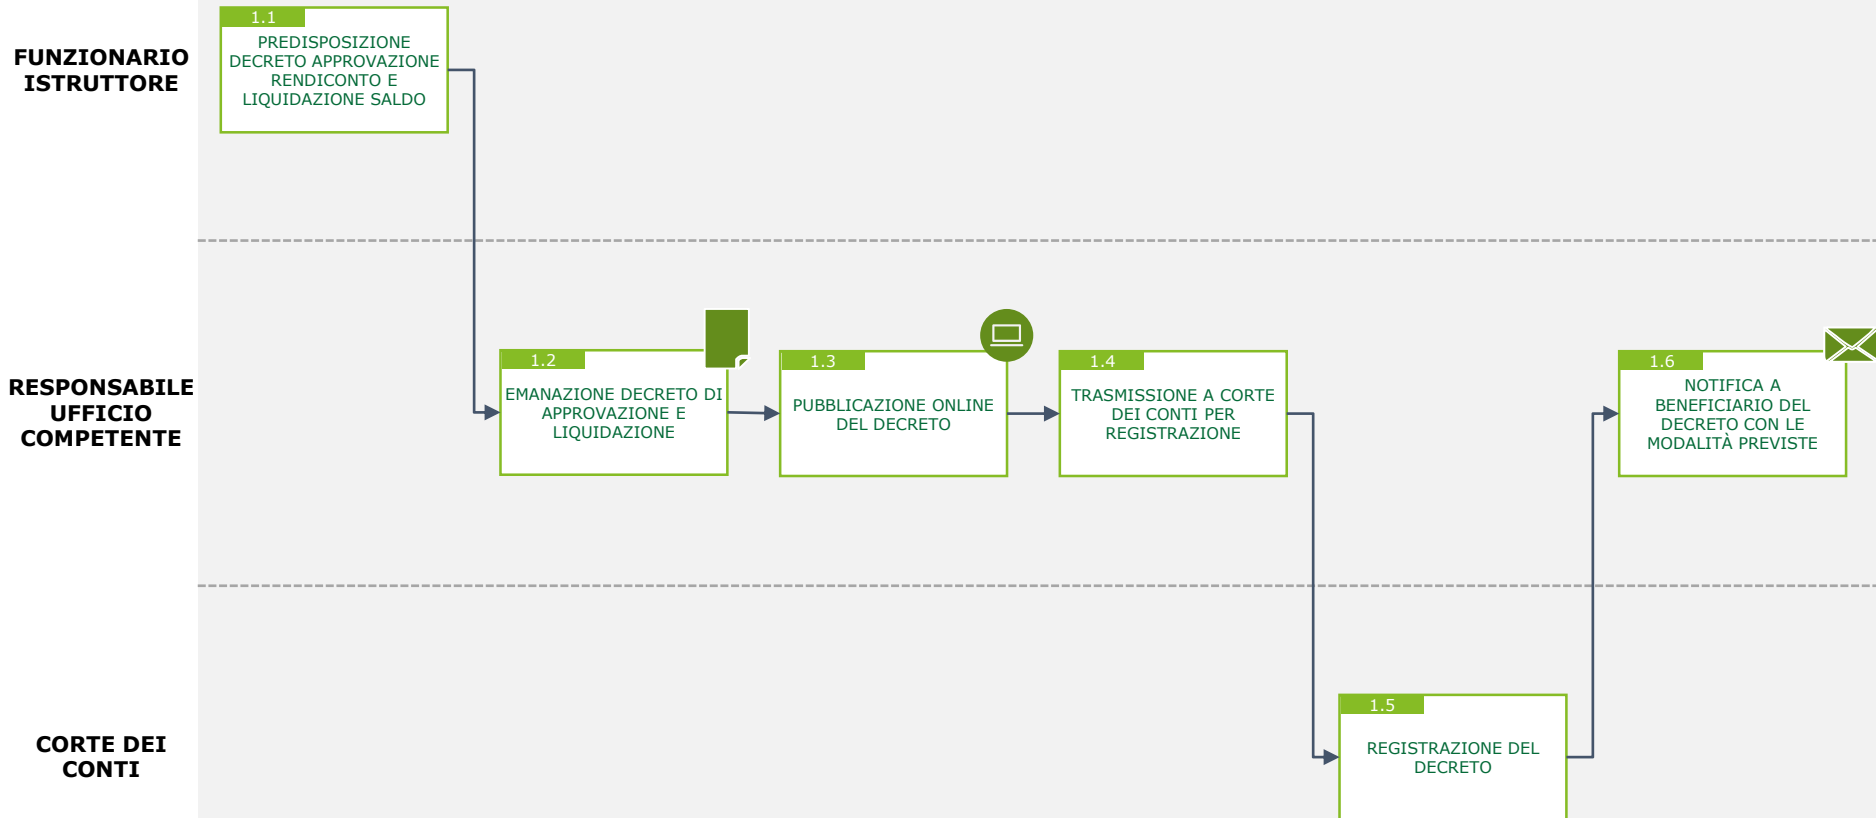 FUNZIONARIO
ISTRUTTORE
1.1
PREDISPOSIZIONE
DECRETO APPROVAZIONE
RENDICONTO E
LIQUIDAZIONE SALDO
RESPONSABILE
UFFICIO
COMPETENTE
1.2
EMANAZIONE DECRETO DI
APPROVAZIONE E
LIQUIDAZIONE
1.3
PUBBLICAZIONE ONLINE
DEL DECRETO
1.4
TRASMISSIONE A CORTE
DEI CONTI PER
REGISTRAZIONE
1.6
NOTIFICA A
BENEFICIARIO DEL
DECRETO CON LE
MODALITÀ PREVISTE
CORTE DEI
CONTI
1.5
REGISTRAZIONE DEL
DECRETO